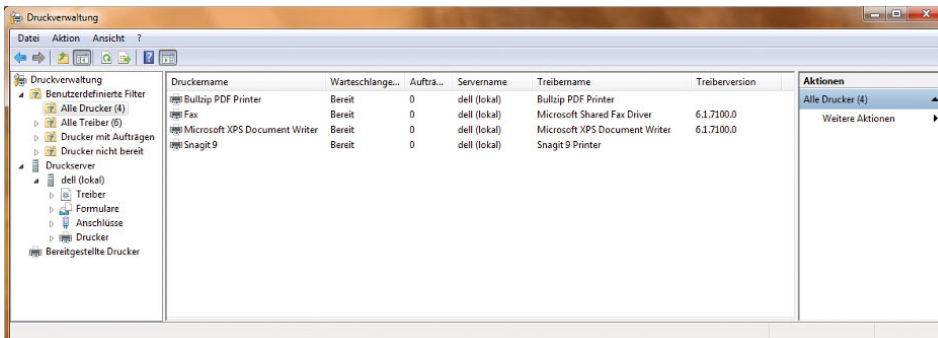 Druckverwaltung
Datei Aktion Ansicht ?
Druckverwaltung
Benutzerdefinierte Filter
Alle Drucker (4)
Alle Treiber (6)
Drucker mit Aufträgen
Drucker nicht bereit
Druckserver
dell (lokal)
Treiber
Formulare
Anschlüsse
Drucker
Bereitgestellte Drucker
Druckername Warteschlange... Aufträ... Servername Treibername Treiberversion
Bullzip PDF Printer Bereit 0 dell (lokal) Bullzip PDF Printer
Fax Bereit 0 dell (lokal) Microsoft Shared Fax Driver 6.1.7100.0
Microsoft XPS Document Writer Bereit 0 dell (lokal) Microsoft XPS Document Writer 6.1.7100.0
Snagit 9 Bereit 0 dell (lokal) Snagit 9 Printer
Aktionen
Alle Drucker (4)
Weitere Aktionen